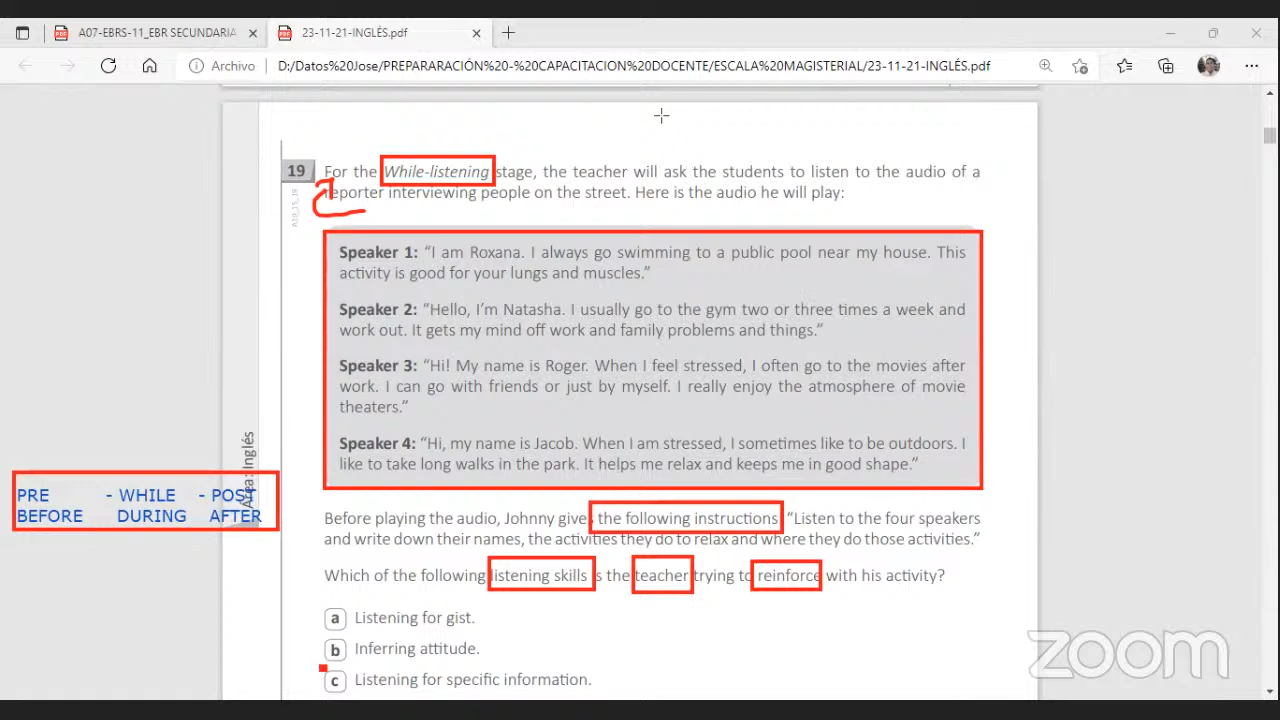 A07-EBRS-11_EBR SECUNDARIA
23-11-21-INGLÉS.pdf
Archivo
D:/Datos%20Jose/PREPARARACIÓN%20-%20CAPACITACION%20DOCENTE/ESCALA%20MAGISTERIAL/23-11-21-INGLÉS.pdf
19
For the While-listening stage, the teacher will ask the students to listen to the audio of a
reporter interviewing people on the street. Here is the audio he will play:
Speaker 1: “I am Roxana. I always go swimming to a public pool near my house. This
activity is good for your lungs and muscles.”
Speaker 2: “Hello, I’m Natasha. I usually go to the gym two or three times a week and
work out. It gets my mind off work and family problems and things.”
Speaker 3: “Hi! My name is Roger. When I feel stressed, I often go to the movies after
work. I can go with friends or just by myself. I really enjoy the atmosphere of movie
theaters.”
Speaker 4: “Hi, my name is Jacob. When I am stressed, I sometimes like to be outdoors. I
like to take long walks in the park. It helps me relax and keeps me in good shape.”
Área: Inglés
PRE - WHILE - POST
BEFORE DURING AFTER
Before playing the audio, Johnny gives the following instructions: “Listen to the four speakers
and write down their names, the activities they do to relax and where they do those activities.”
Which of the following listening skills is the teacher trying to reinforce with his activity?
a Listening for gist.
b Inferring attitude.
c Listening for specific information.
zoom